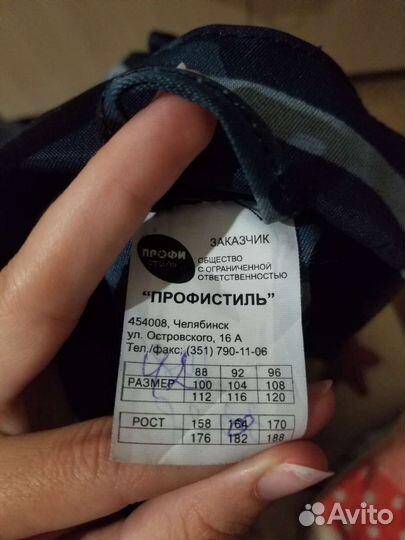 ПРОФИ
СТИЛЬ
ЗАКАЗЧИК
ОБЩЕСТВО
С ОГРАНИЧЕННОЙ
ОТВЕТСТВЕННОСТЬЮ
"ПРОФИСТИЛЬ"
454008, Челябинск
ул. Островского, 16 А
Тел./факс: (351) 790-11-06
88 92 96
РАЗМЕР 100 104 108
112 116 120
РОСТ 158 164 170
176 182 188
Avito